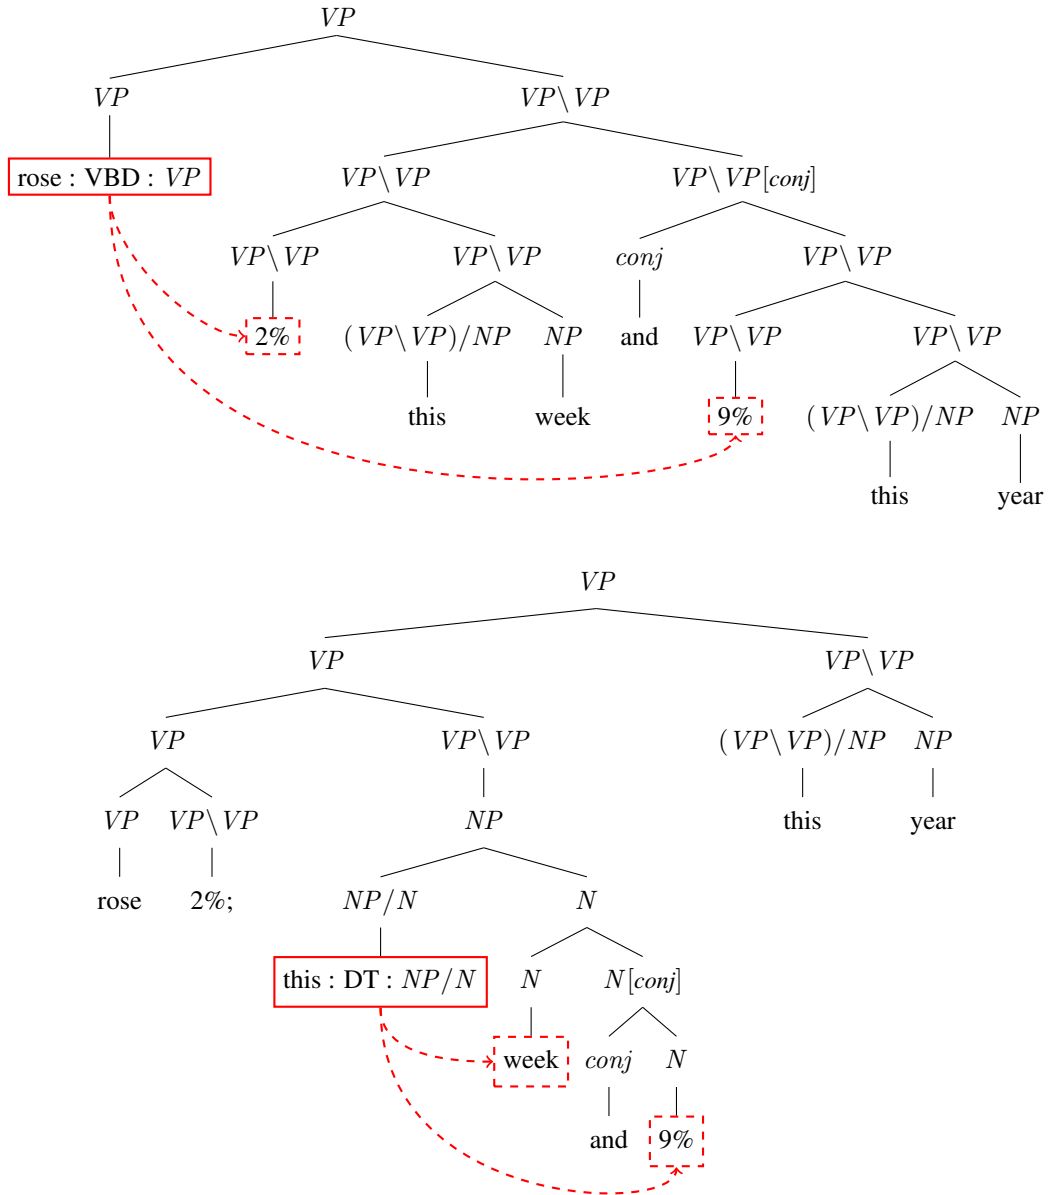 VP
VP VP\VP
rose : VBD : VP VP\VP VP\VP[conj]
VP\VP VP\VP conj VP\VP
2% (VP\VP)/NP NP and VP\VP VP\VP
this week 9% (VP\VP)/NP NP
this year
VP
VP VP\VP
VP VP\VP (VP\VP)/NP NP
VP VP\VP NP this year
rose 2%; NP/N N
this : DT : NP/N N N[conj]
week conj N
and 9%